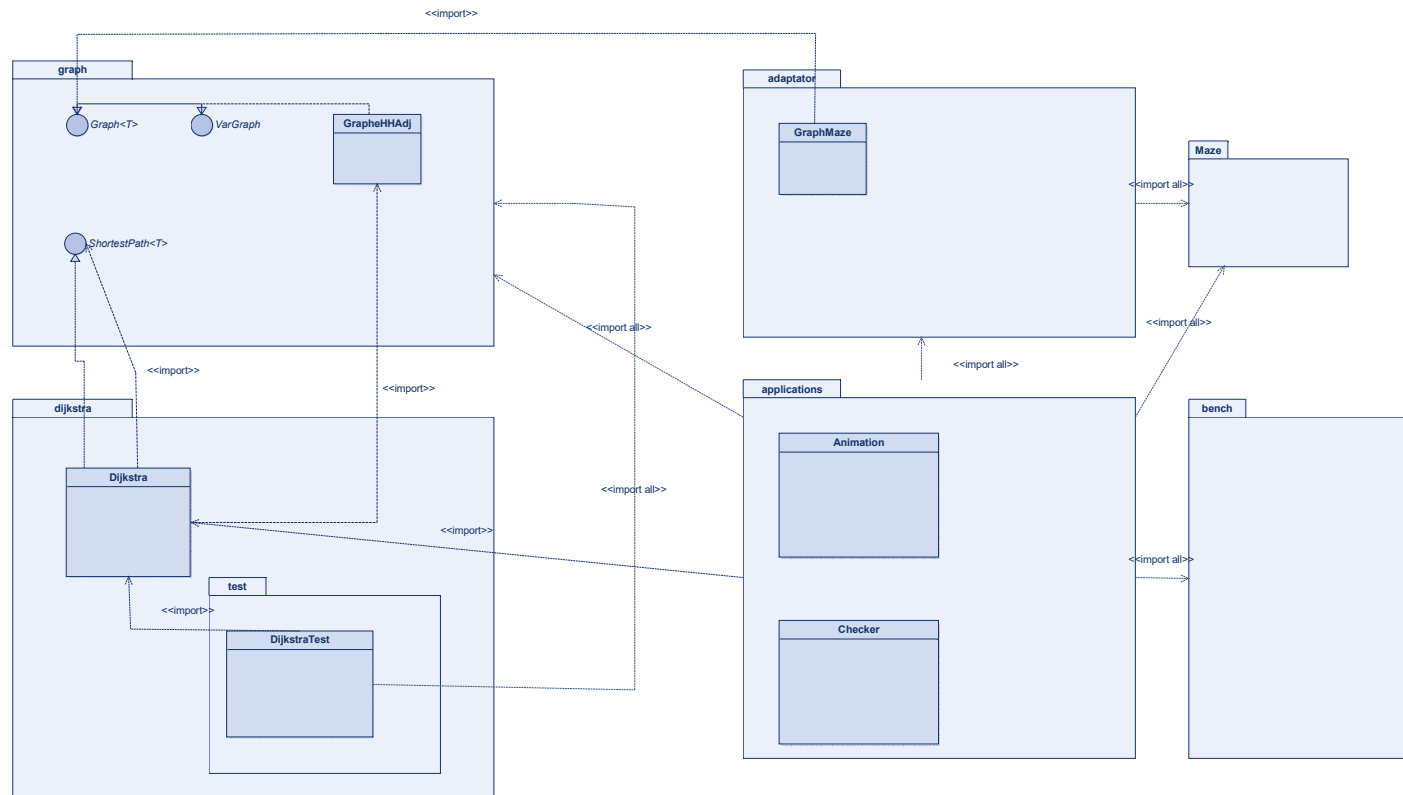 <<import>>
graph
adaptator
Graph<T>
VarGraph
GrapheHHAdj
GraphMaze
Maze
<<import all>>
ShortestPath<T>
<<import all>>
<<import all>>
<<import>>
<<import all>>
<<import>>
applications
dijkstra
bench
Animation
Dijkstra
<<import all>>
<<import>>
<<import all>>
test
<<import>>
DijkstraTest
Checker